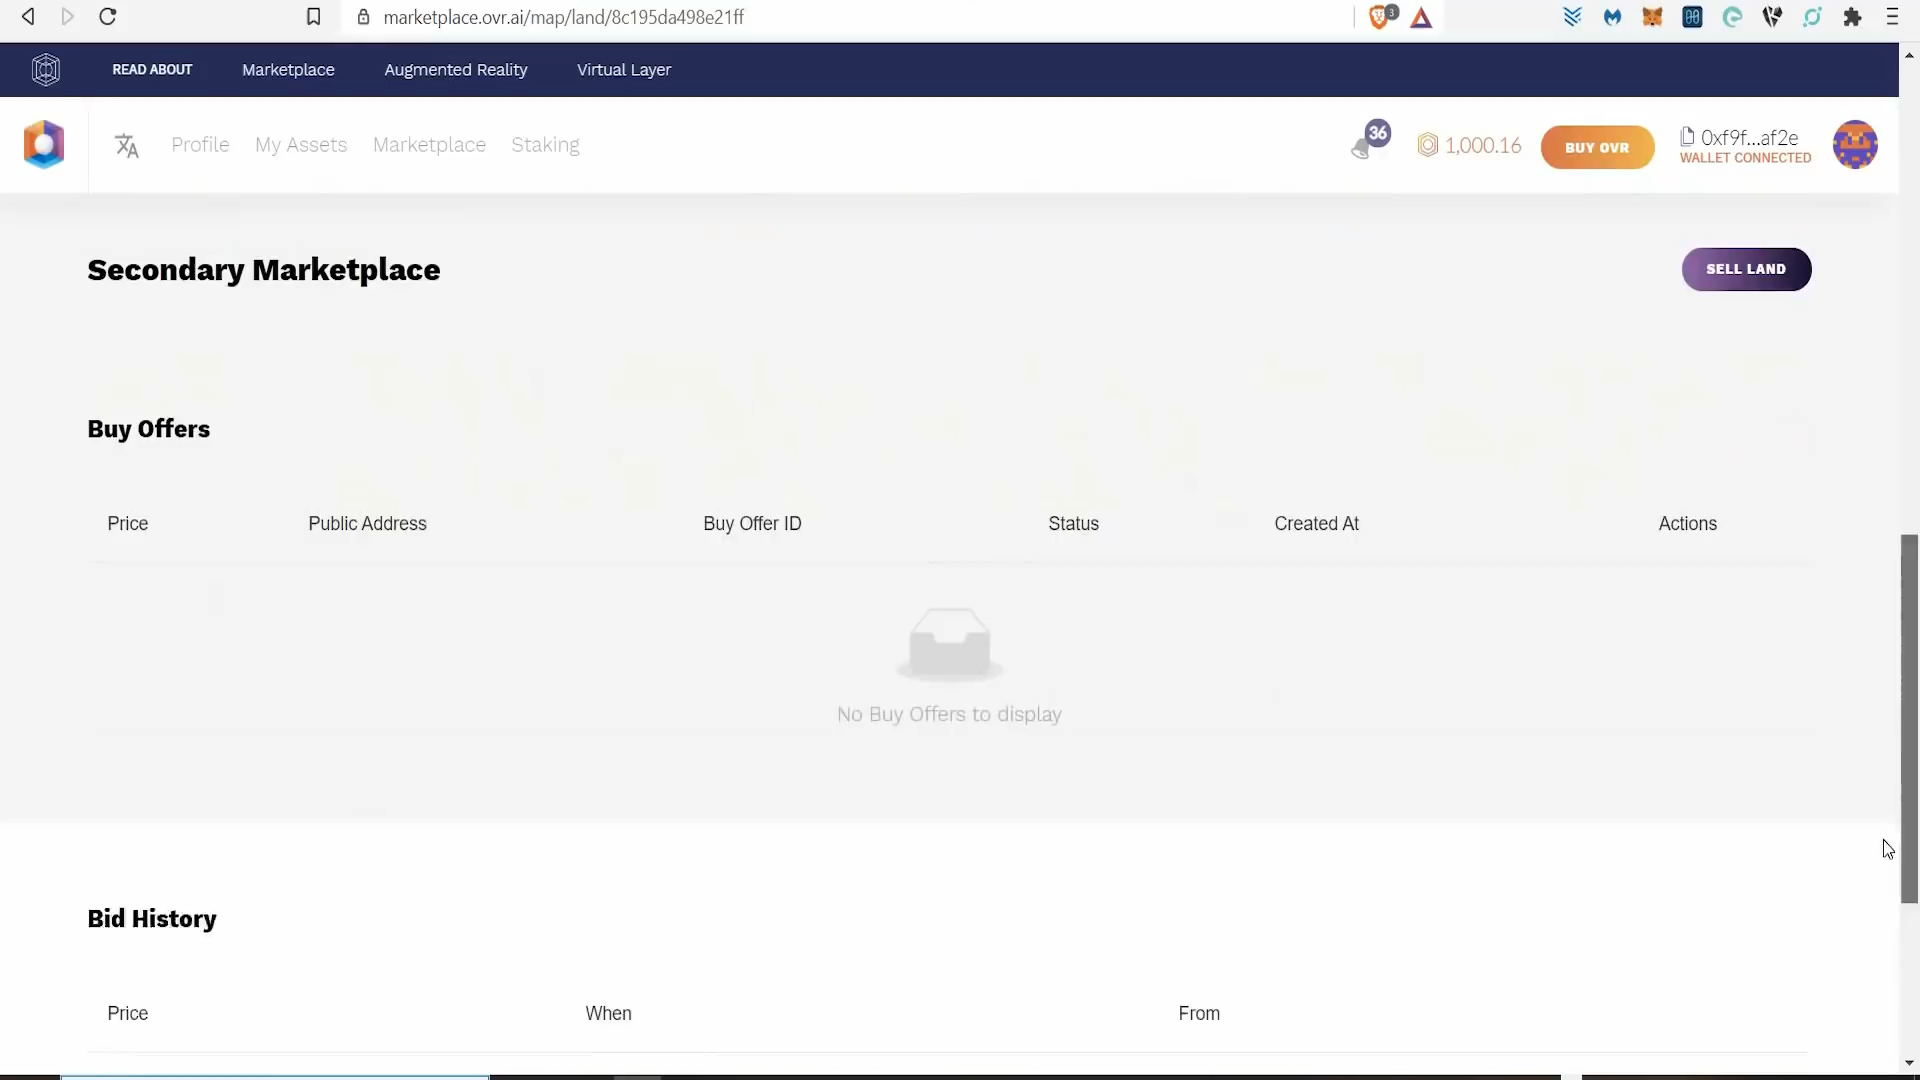 marketplace.ovr.ai/map/land/8c195da498e21ff
3
READ ABOUT Marketplace Augmented Reality Virtual Layer
Profile My Assets Marketplace Staking
36
1,000.16
BUY OVR
0xf9f...af2e
WALLET CONNECTED
Secondary Marketplace
SELL LAND
Buy Offers
Price Public Address Buy Offer ID Status Created At Actions
No Buy Offers to display
Bid History
Price When From